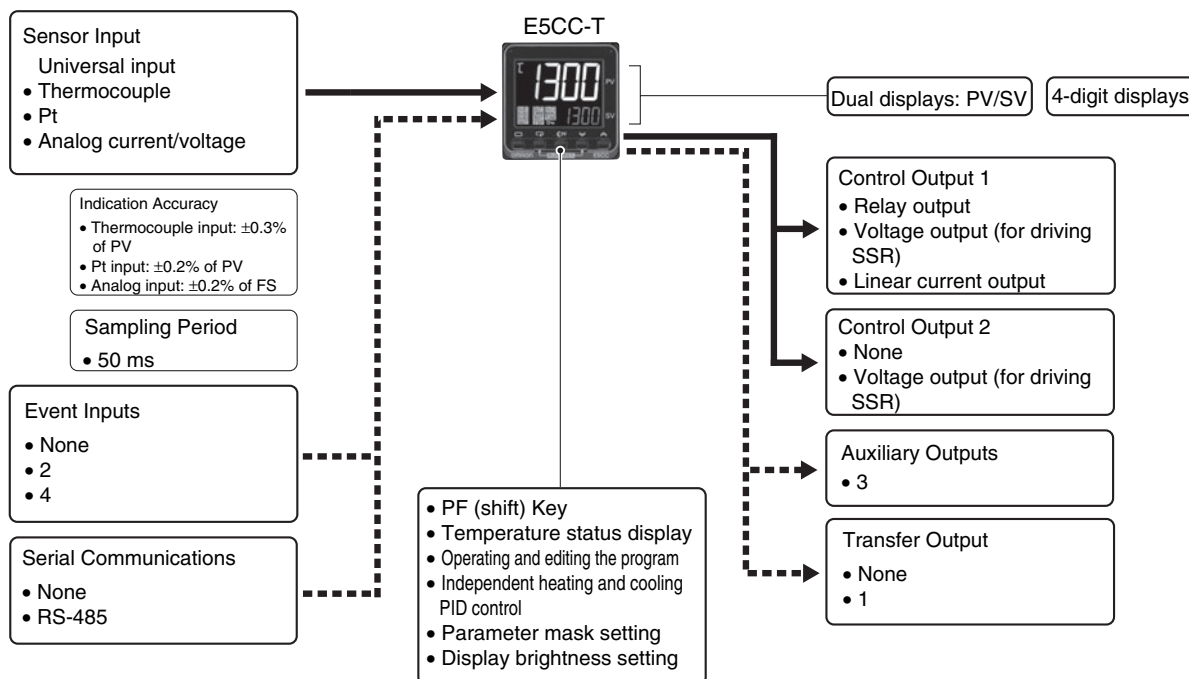 E5CC-T
Sensor Input
Universal input
• Thermocouple
• Pt
• Analog current/voltage
Indication Accuracy
• Thermocouple input: ±0.3%
of PV
• Pt input: ±0.2% of PV
• Analog input: ±0.2% of FS
Sampling Period
• 50 ms
Event Inputs
• None
• 2
• 4
Serial Communications
• None
• RS-485
1300
PV
1300
SV
OMRON
E5CC
• PF (shift) Key
• Temperature status display
• Operating and editing the program
• Independent heating and cooling
PID control
• Parameter mask setting
• Display brightness setting
Dual displays: PV/SV
4-digit displays
Control Output 1
• Relay output
• Voltage output (for driving
SSR)
• Linear current output
Control Output 2
• None
• Voltage output (for driving
SSR)
Auxiliary Outputs
• 3
Transfer Output
• None
• 1